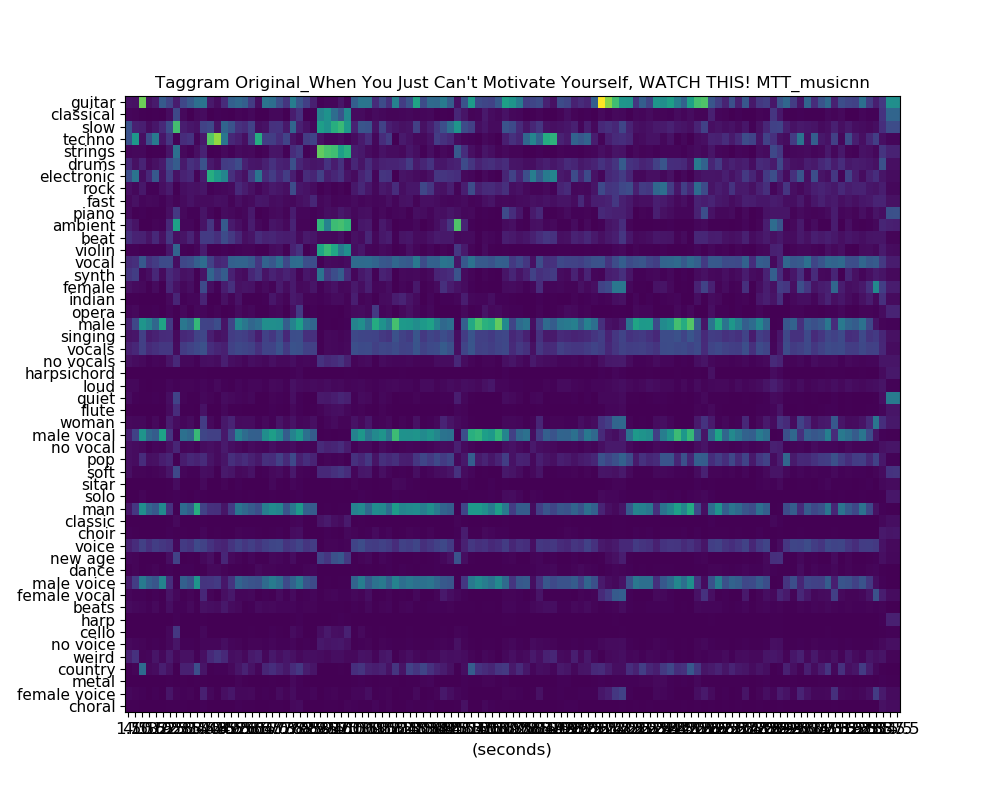 Taggram Original_When You Just Can't Motivate Yourself, WATCH THIS! MTT_musicnn
guitar
classical
slow
techno
strings
drums
electronic
rock
fast
piano
ambient
beat
violin
vocal
synth
female
indian
opera
male
singing
vocals
no vocals
harpsichord
loud
quiet
flute
woman
male vocal
no vocal
pop
soft
sitar
solo
man
classic
choir
voice
new age
dance
male voice
female vocal
beats
harp
cello
no voice
weird
country
metal
female voice
choral
(seconds)